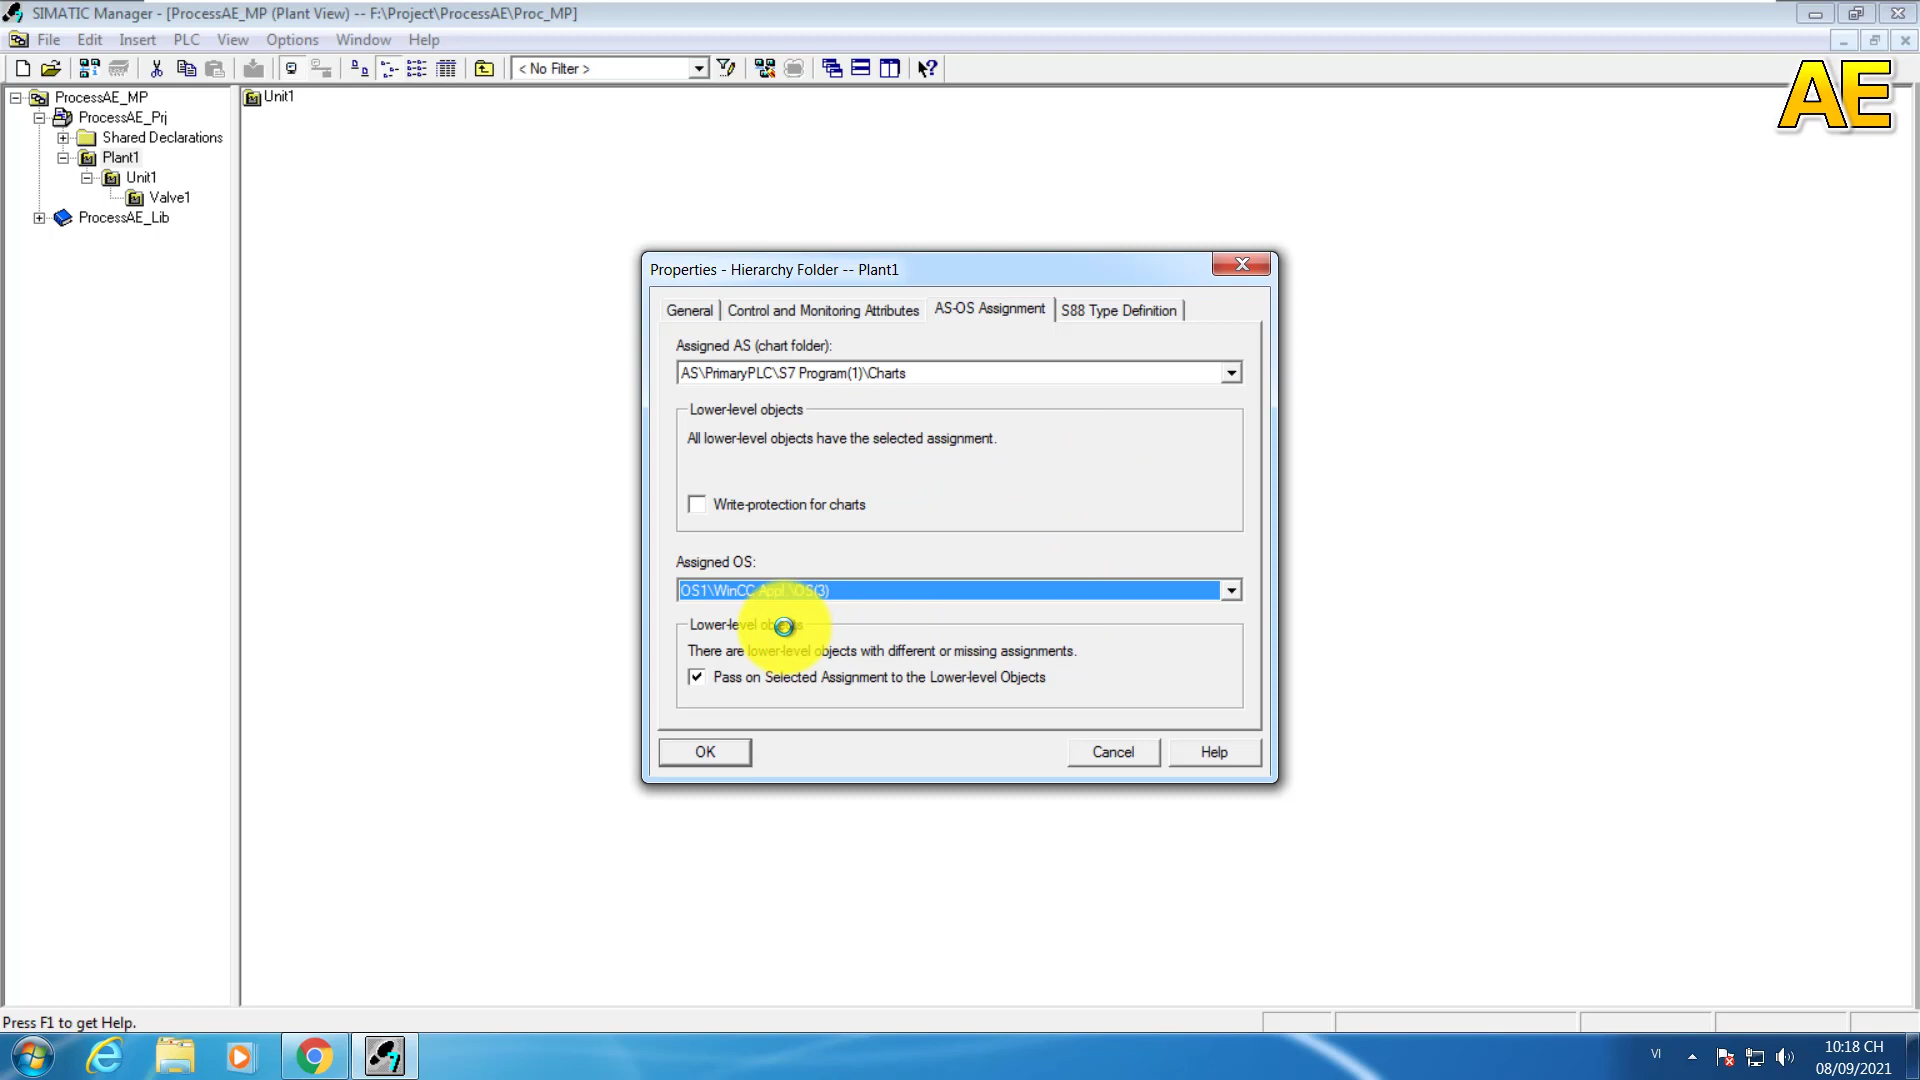 SIMATIC Manager - [ProcessAE_MP (Plant View) -- F:\Project\ProcessAE\Proc_MP]
File Edit Insert PLC View Options Window Help
< No Filter >
AE
ProcessAE_MP
ProcessAE_Prj
Shared Declarations
Plant1
Unit1
Valve1
ProcessAE_Lib
Unit1
Properties - Hierarchy Folder -- Plant1
General Control and Monitoring Attributes AS-OS Assignment S88 Type Definition
Assigned AS (chart folder):
AS\PrimaryPLC\S7 Program(1)\Charts
Lower-level objects
All lower-level objects have the selected assignment.
Write-protection for charts
Assigned OS:
OS1\WinCC Appl.\OS(3)
Lower-level objects
There are lower-level objects with different or missing assignments.
Pass on Selected Assignment to the Lower-level Objects
OK Cancel Help
Press F1 to get Help.
VI
10:18 CH
08/09/2021